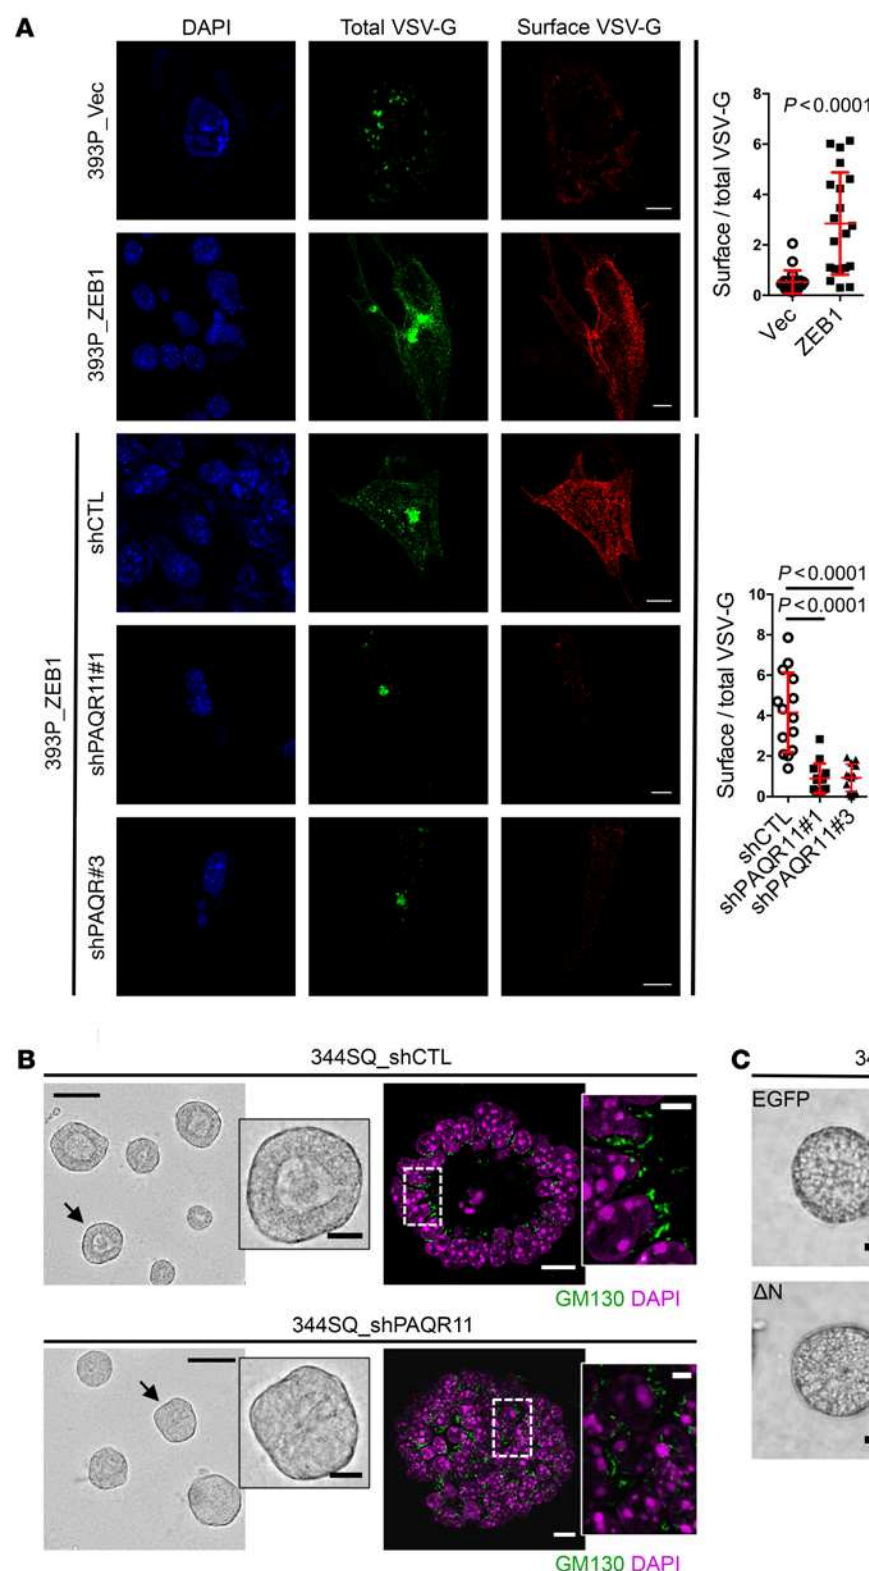 A
DAPI
Total VSV-G
Surface VSV-G
393P_Vec
393P_ZEB1
393P_ZEB1
shCTL
shPAQR11#1
shPAQR#3
Surface / total VSV-G
8
6
4
2
0
P < 0.0001
Vec
ZEB1
Surface / total VSV-G
10
8
6
4
2
0
P < 0.0001
P < 0.0001
shCTL
shPAQR11#1
shPAQR11#3
B
344SQ_shCTL
GM130 DAPI
344SQ_shPAQR11
GM130 DAPI
C
34
EGFP
ΔN